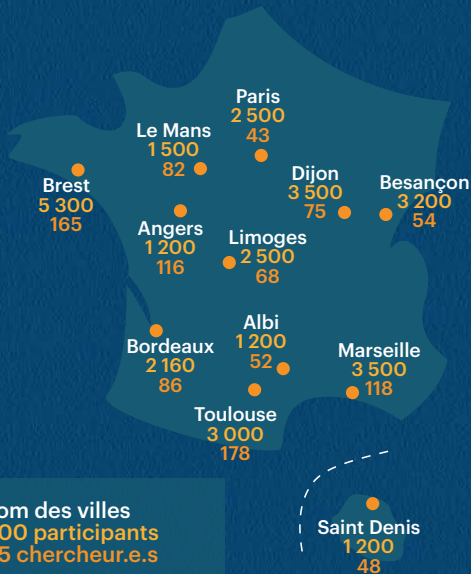 Paris
2 500
43
Le Mans
1 500
82
Dijon
3 500
75
Besançon
3 200
54
Brest
5 300
165
Angers
1 200
116
Limoges
2 500
68
Albi
1 200
52
Bordeaux
2 160
86
Marseille
3 500
118
Toulouse
3 000
178
om des villes
00 participants
5 chercheur.e.s
Saint Denis
1 200
48